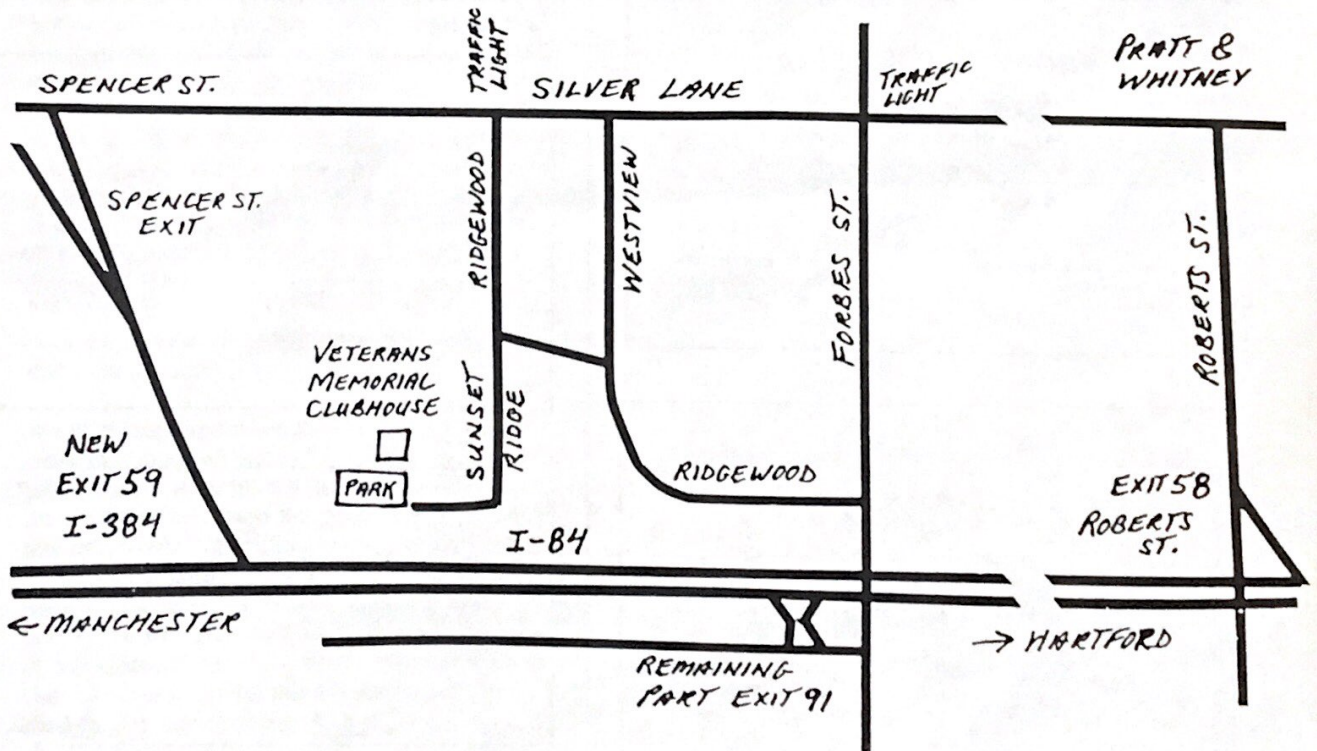 SPENCER ST.
TRAFFIC
LIGHT
SILVER LANE
TRAFFIC
LIGHT
PRATT &
WHITNEY
SPENCER ST.
EXIT
RIDGEWOOD
WESTVIEW
FORBES ST.
ROBERTS ST.
VETERANS
MEMORIAL
CLUBHOUSE
SUNSET
RIDGE
NEW
EXIT 59
I-384
PARK
RIDGEWOOD
I-84
EXIT 58
ROBERTS
ST.
← MANCHESTER
REMAINING
PART EXIT 91
→ HARTFORD